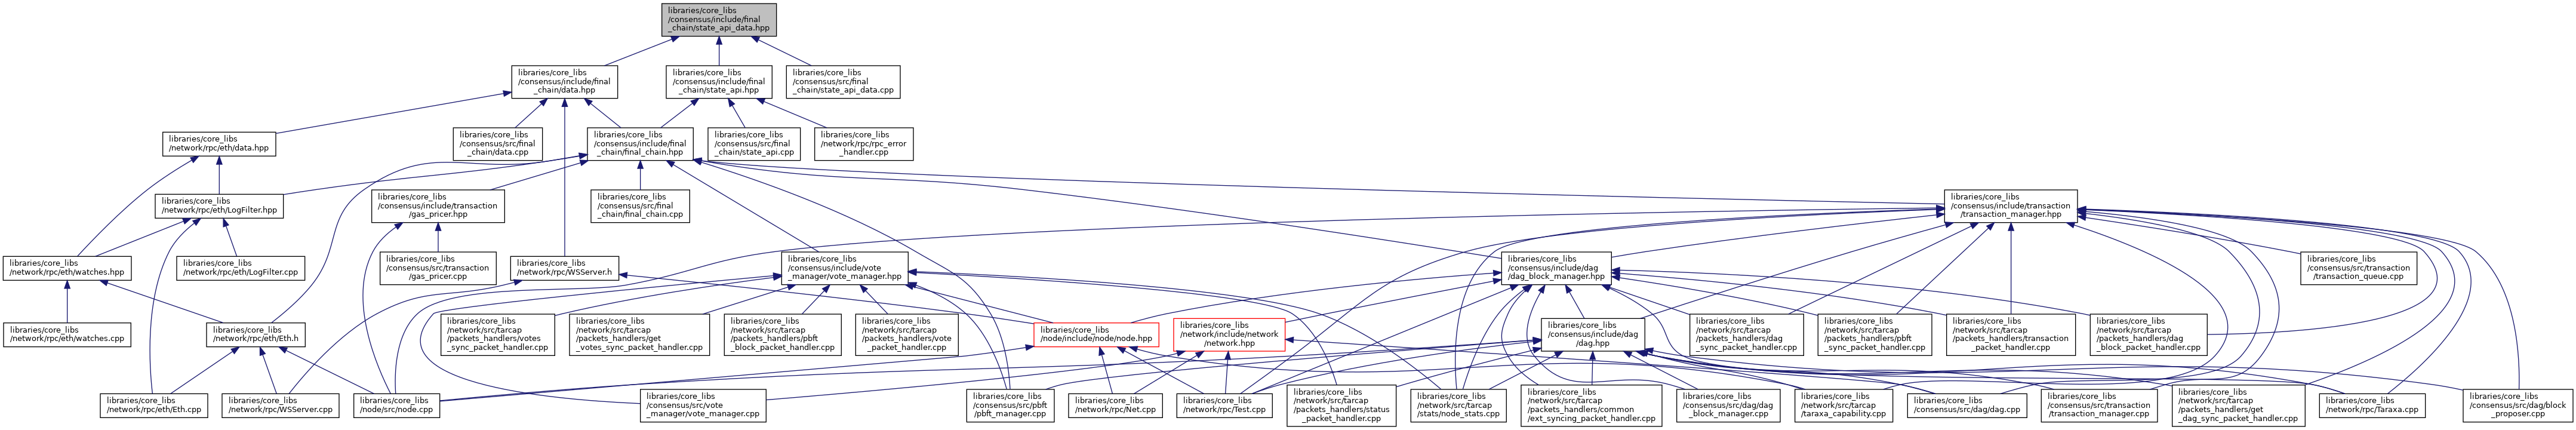 libraries/core_libs
/consensus/include/final
_chain/state_api_data.hpp
libraries/core_libs
/consensus/include/final
_chain/data.hpp
libraries/core_libs
/consensus/include/final
_chain/state_api.hpp
libraries/core_libs
/consensus/src/final
_chain/state_api_data.cpp
libraries/core_libs
/network/rpc/eth/data.hpp
libraries/core_libs
/consensus/src/final
_chain/data.cpp
libraries/core_libs
/consensus/include/final
_chain/final_chain.hpp
libraries/core_libs
/consensus/src/final
_chain/state_api.cpp
libraries/core_libs
/network/rpc/rpc_error
_handler.cpp
libraries/core_libs
/network/rpc/eth/LogFilter.hpp
libraries/core_libs
/consensus/include/transaction
/gas_pricer.hpp
libraries/core_libs
/consensus/src/final
_chain/final_chain.cpp
libraries/core_libs
/consensus/include/transaction
/transaction_manager.hpp
libraries/core_libs
/network/rpc/eth/watches.hpp
libraries/core_libs
/network/rpc/eth/LogFilter.cpp
libraries/core_libs
/consensus/src/transaction
/gas_pricer.cpp
libraries/core_libs
/network/rpc/WSServer.h
libraries/core_libs
/consensus/include/vote
_manager/vote_manager.hpp
libraries/core_libs
/consensus/include/dag
/dag_block_manager.hpp
libraries/core_libs
/consensus/src/transaction
/transaction_queue.cpp
libraries/core_libs
/network/rpc/eth/watches.cpp
libraries/core_libs
/network/rpc/eth/Eth.h
libraries/core_libs
/network/src/tarcap
/packets_handlers/votes
_sync_packet_handler.cpp
libraries/core_libs
/network/src/tarcap
/packets_handlers/get
_votes_sync_packet_handler.cpp
libraries/core_libs
/network/src/tarcap
/packets_handlers/pbft
_block_packet_handler.cpp
libraries/core_libs
/network/src/tarcap
/packets_handlers/vote
_packet_handler.cpp
libraries/core_libs
/node/include/node/node.hpp
libraries/core_libs
/network/include/network
/network.hpp
libraries/core_libs
/consensus/include/dag
/dag.hpp
libraries/core_libs
/network/src/tarcap
/packets_handlers/dag
_sync_packet_handler.cpp
libraries/core_libs
/network/src/tarcap
/packets_handlers/pbft
_sync_packet_handler.cpp
libraries/core_libs
/network/src/tarcap
/packets_handlers/transaction
_packet_handler.cpp
libraries/core_libs
/network/src/tarcap
/packets_handlers/dag
_block_packet_handler.cpp
libraries/core_libs
/network/rpc/eth/Eth.cpp
libraries/core_libs
/network/rpc/WSServer.cpp
libraries/core_libs
/node/src/node.cpp
libraries/core_libs
/consensus/src/vote
_manager/vote_manager.cpp
libraries/core_libs
/consensus/src/pbft
/pbft_manager.cpp
libraries/core_libs
/network/rpc/Net.cpp
libraries/core_libs
/network/rpc/Test.cpp
libraries/core_libs
/network/src/tarcap
/packets_handlers/status
_packet_handler.cpp
libraries/core_libs
/network/src/tarcap
/stats/node_stats.cpp
libraries/core_libs
/network/src/tarcap
/packets_handlers/common
/ext_syncing_packet_handler.cpp
libraries/core_libs
/consensus/src/dag/dag
_block_manager.cpp
libraries/core_libs
/network/src/tarcap
/taraxa_capability.cpp
libraries/core_libs
/consensus/src/dag/dag.cpp
libraries/core_libs
/consensus/src/transaction
/transaction_manager.cpp
libraries/core_libs
/network/src/tarcap
/packets_handlers/get
_dag_sync_packet_handler.cpp
libraries/core_libs
/network/rpc/Taraxa.cpp
libraries/core_libs
/consensus/src/dag/block
_proposer.cpp